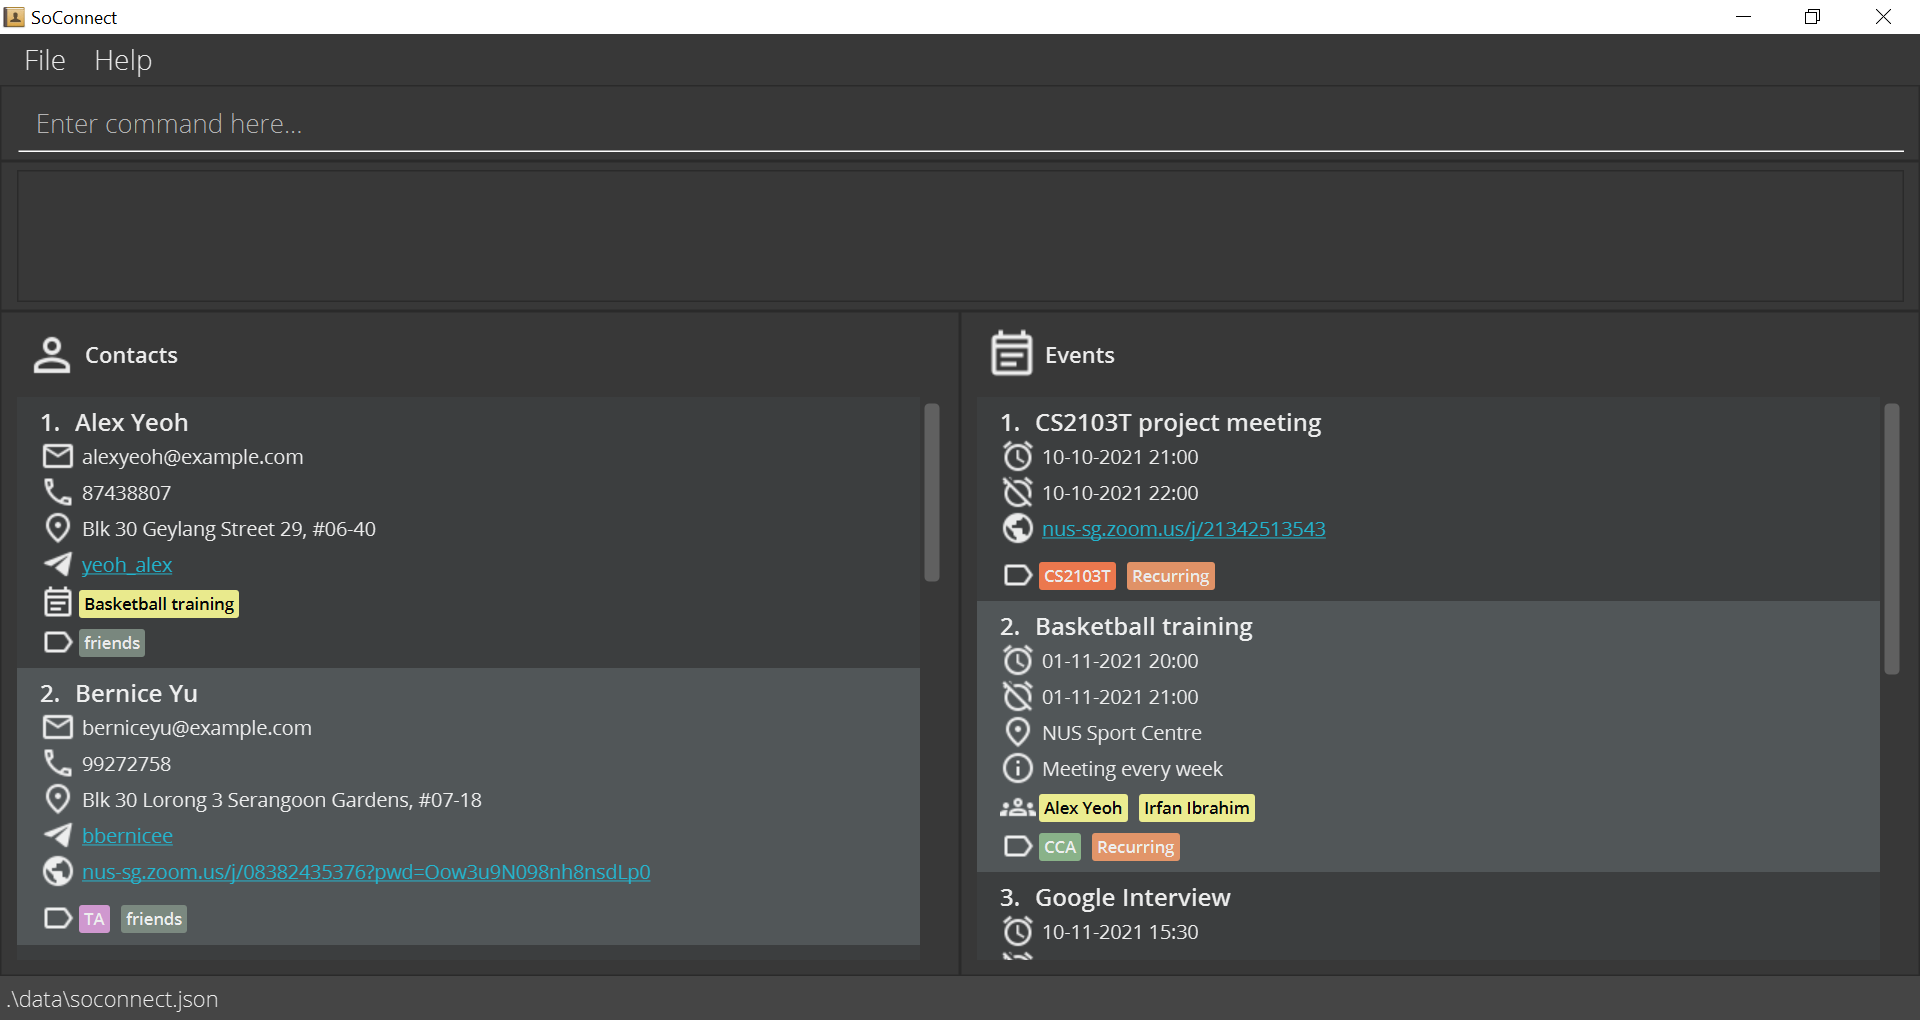 SoConnect
File Help
Enter command here...
Contacts
1. Alex Yeoh
alexyeoh@example.com
87438807
Blk 30 Geylang Street 29, #06-40
yeoh_alex
Basketball training
friends
2. Bernice Yu
berniceyu@example.com
99272758
Blk 30 Lorong 3 Serangoon Gardens, #07-18
bbernicee
nus-sg.zoom.us/j/08382435376?pwd=Oow3u9N098nh8nsdLp0
TA friends
Events
1. CS2103T project meeting
10-10-2021 21:00
10-10-2021 22:00
nus-sg.zoom.us/j/21342513543
CS2103T Recurring
2. Basketball training
01-11-2021 20:00
01-11-2021 21:00
NUS Sport Centre
Meeting every week
Alex Yeoh Irfan Ibrahim
CCA Recurring
3. Google Interview
10-11-2021 15:30
.\data\soconnect.json